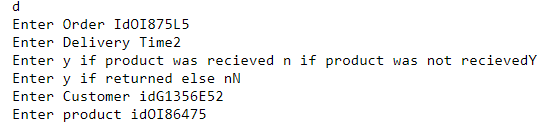 d
Enter Order IdOI875L5
Enter Delivery Time2
Enter y if product was recieved n if product was not recievedY
Enter y if returned else nN
Enter Customer idG1356E52
Enter product idOI86475